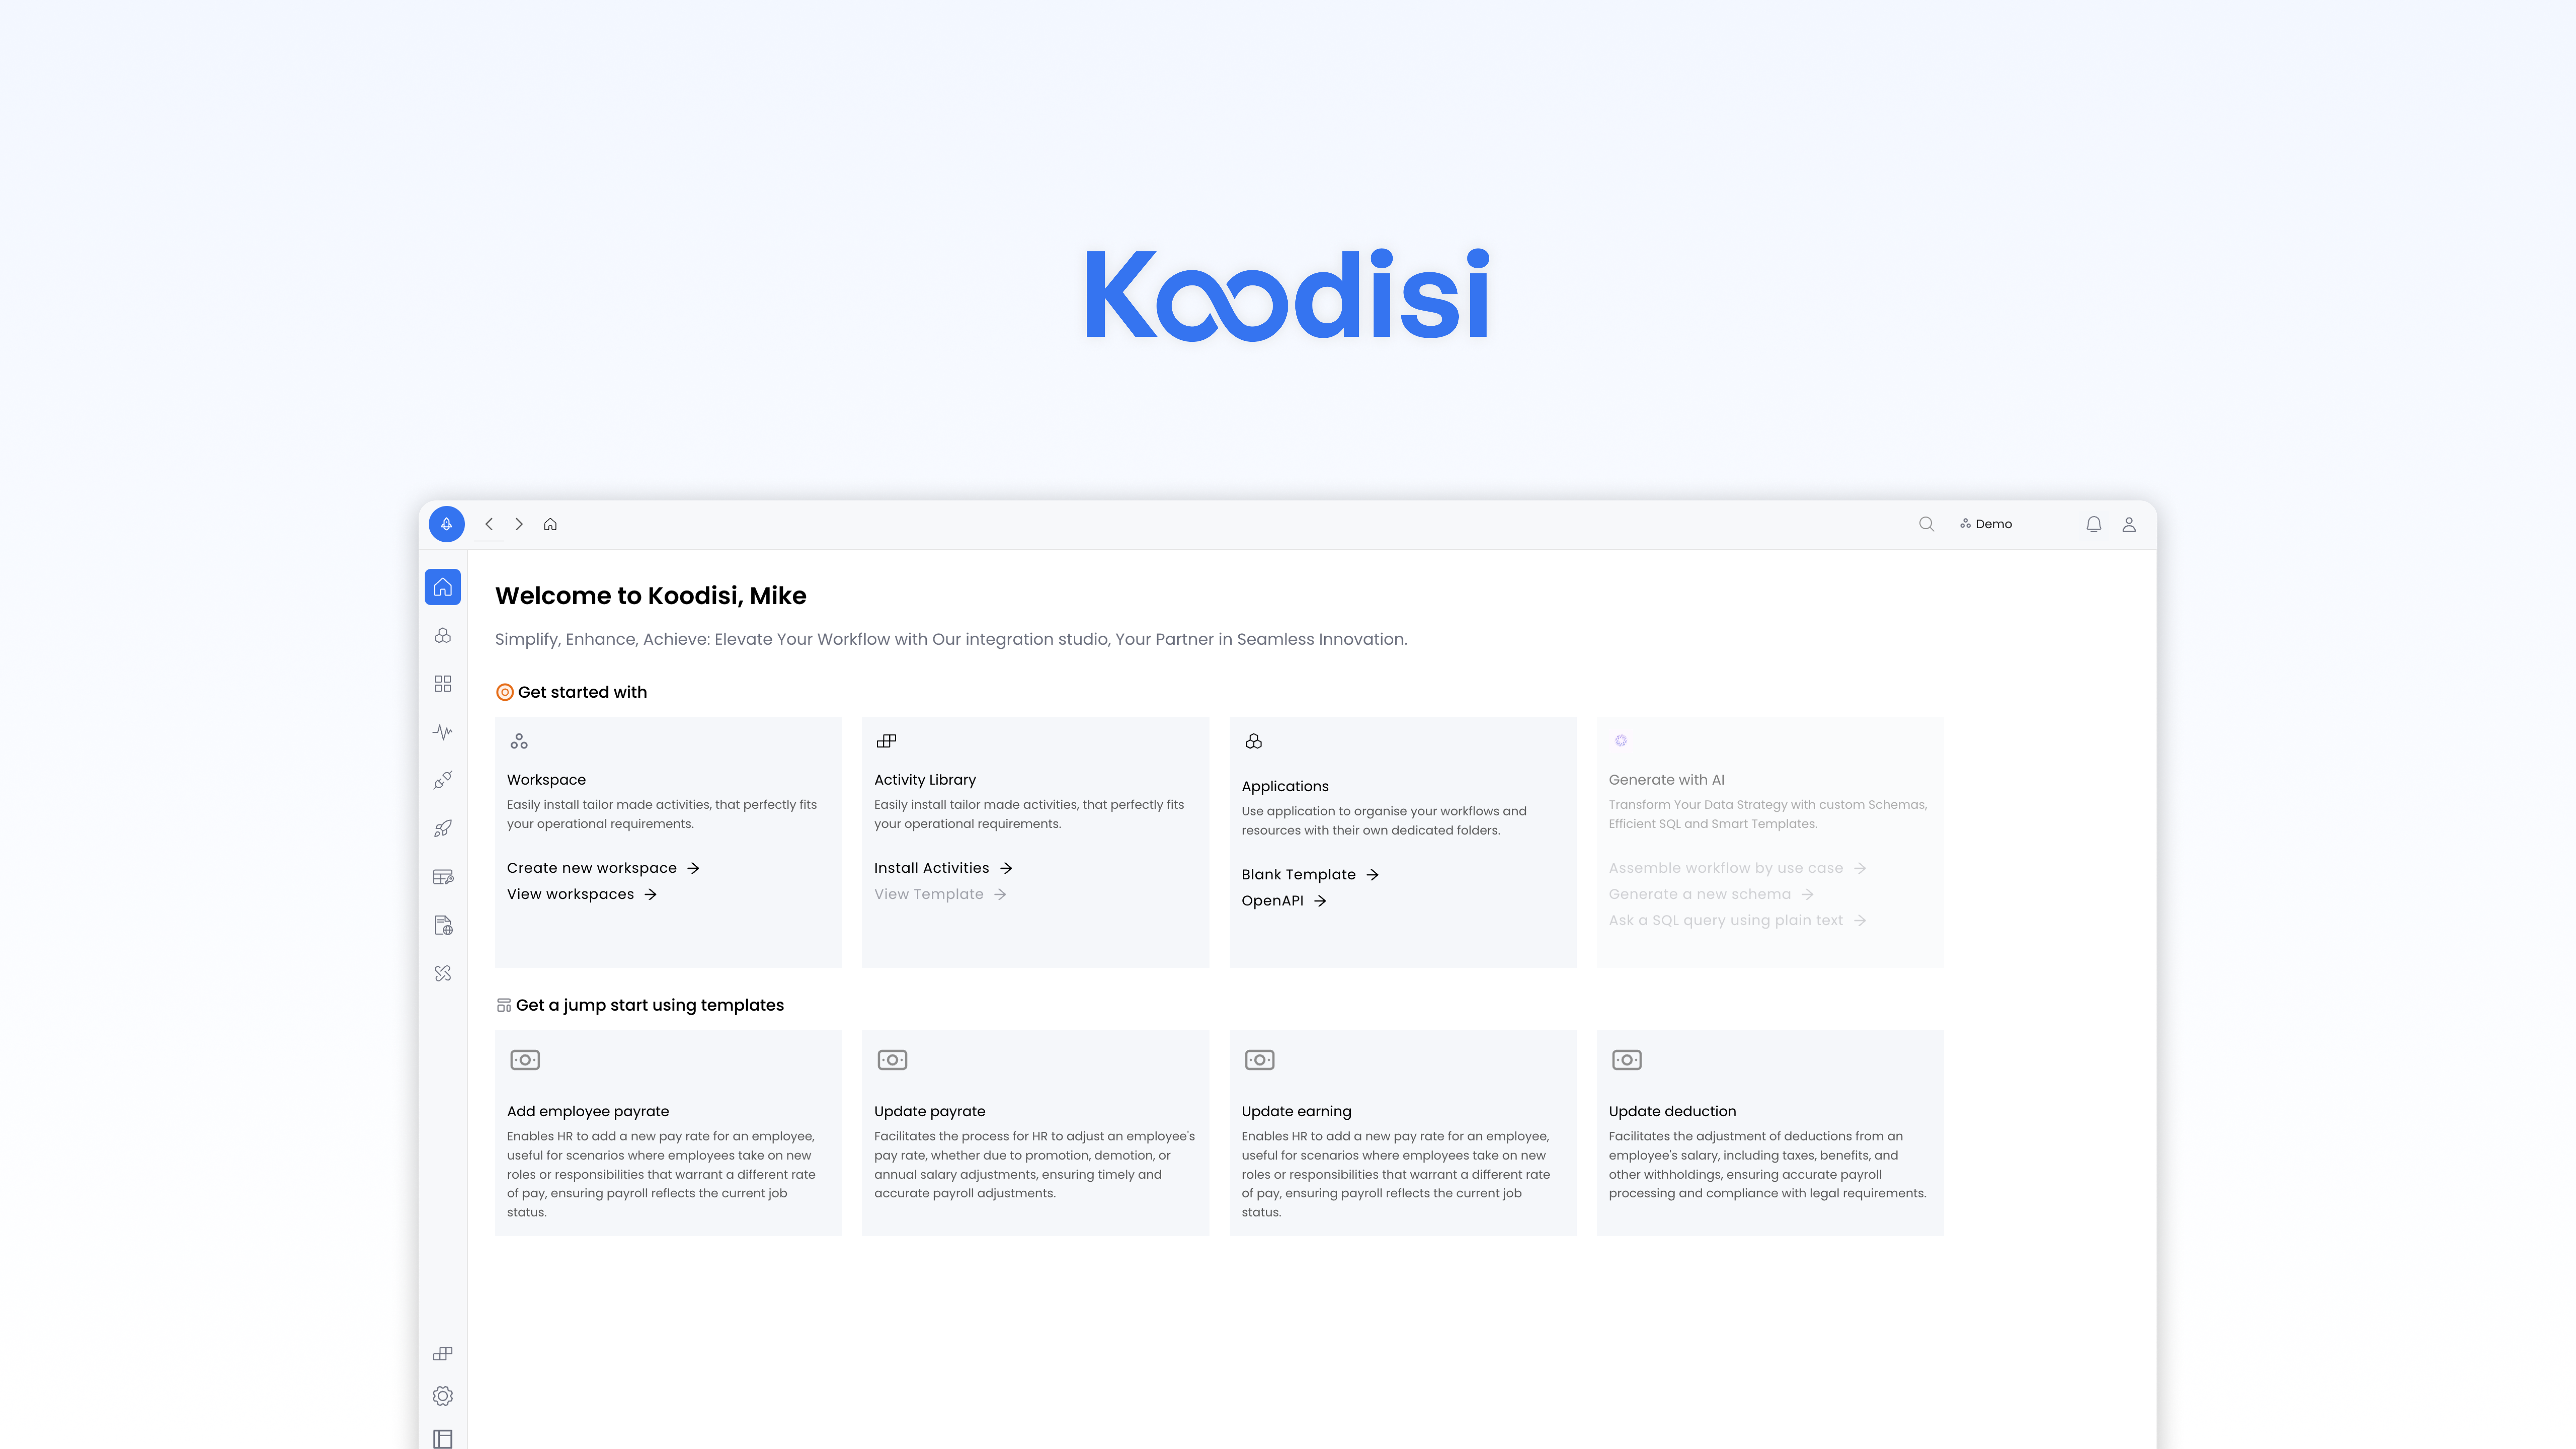 Koodisi
Demo
Welcome to Koodisi, Mike
Simplify, Enhance, Achieve: Elevate Your Workflow with Our integration studio, Your Partner in Seamless Innovation.
Get started with
Workspace
Easily install tailor made activities, that perfectly fits
your operational requirements.
Create new workspace
View workspaces
Activity Library
Easily install tailor made activities, that perfectly fits
your operational requirements.
Install Activities
View Template
Applications
Use application to organise your workflows and
resources with their own dedicated folders.
Blank Template
OpenAPI
Generate with AI
Transform Your Data Strategy with custom Schemas,
Efficient SQL and Smart Templates.
Assemble workflow by use case
Generate a new schema
Ask a SQL query using plain text
Get a jump start using templates
Add employee payrate
Enables HR to add a new pay rate for an employee,
useful for scenarios where employees take on new
roles or responsibilities that warrant a different rate
of pay, ensuring payroll reflects the current job
status.
Update payrate
Facilitates the process for HR to adjust an employee's
pay rate, whether due to promotion, demotion, or
annual salary adjustments, ensuring timely and
accurate payroll adjustments.
Update earning
Enables HR to add a new pay rate for an employee,
useful for scenarios where employees take on new
roles or responsibilities that warrant a different rate
of pay, ensuring payroll reflects the current job
status.
Update deduction
Facilitates the adjustment of deductions from an
employee's salary, including taxes, benefits, and
other withholdings, ensuring accurate payroll
processing and compliance with legal requirements.